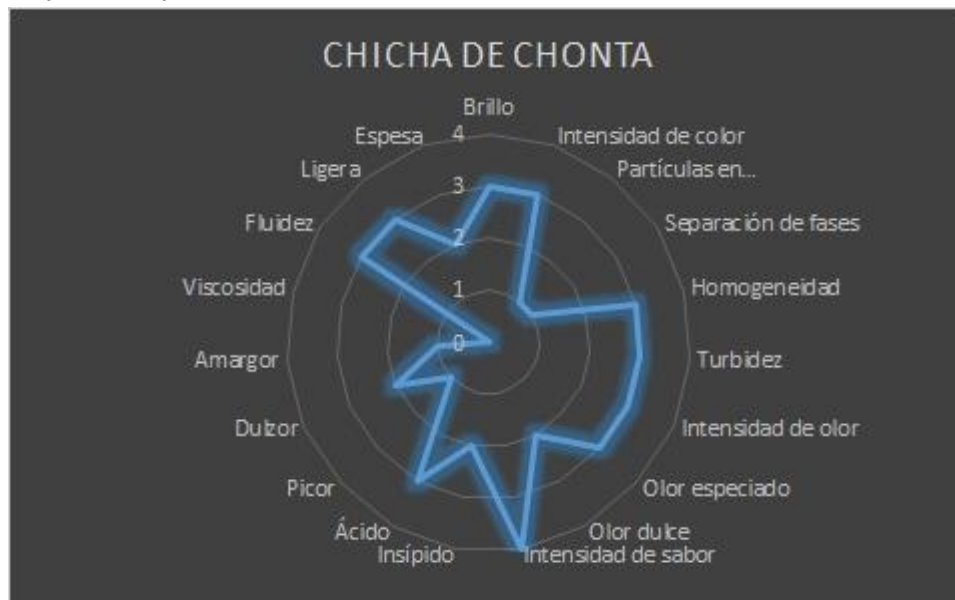 CHICHA DE CHONTA
Brillo
Intensidad de color
Partículas en...
Separación de fases
Homogeneidad
Turbidez
Intensidad de olor
Olor especiado
Olor dulce
Intensidad de sabor
Insípido
Ácido
Picor
Dulzor
Amargor
Viscosidad
Fluidez
Ligera
Espesa
4
3
2
1
0